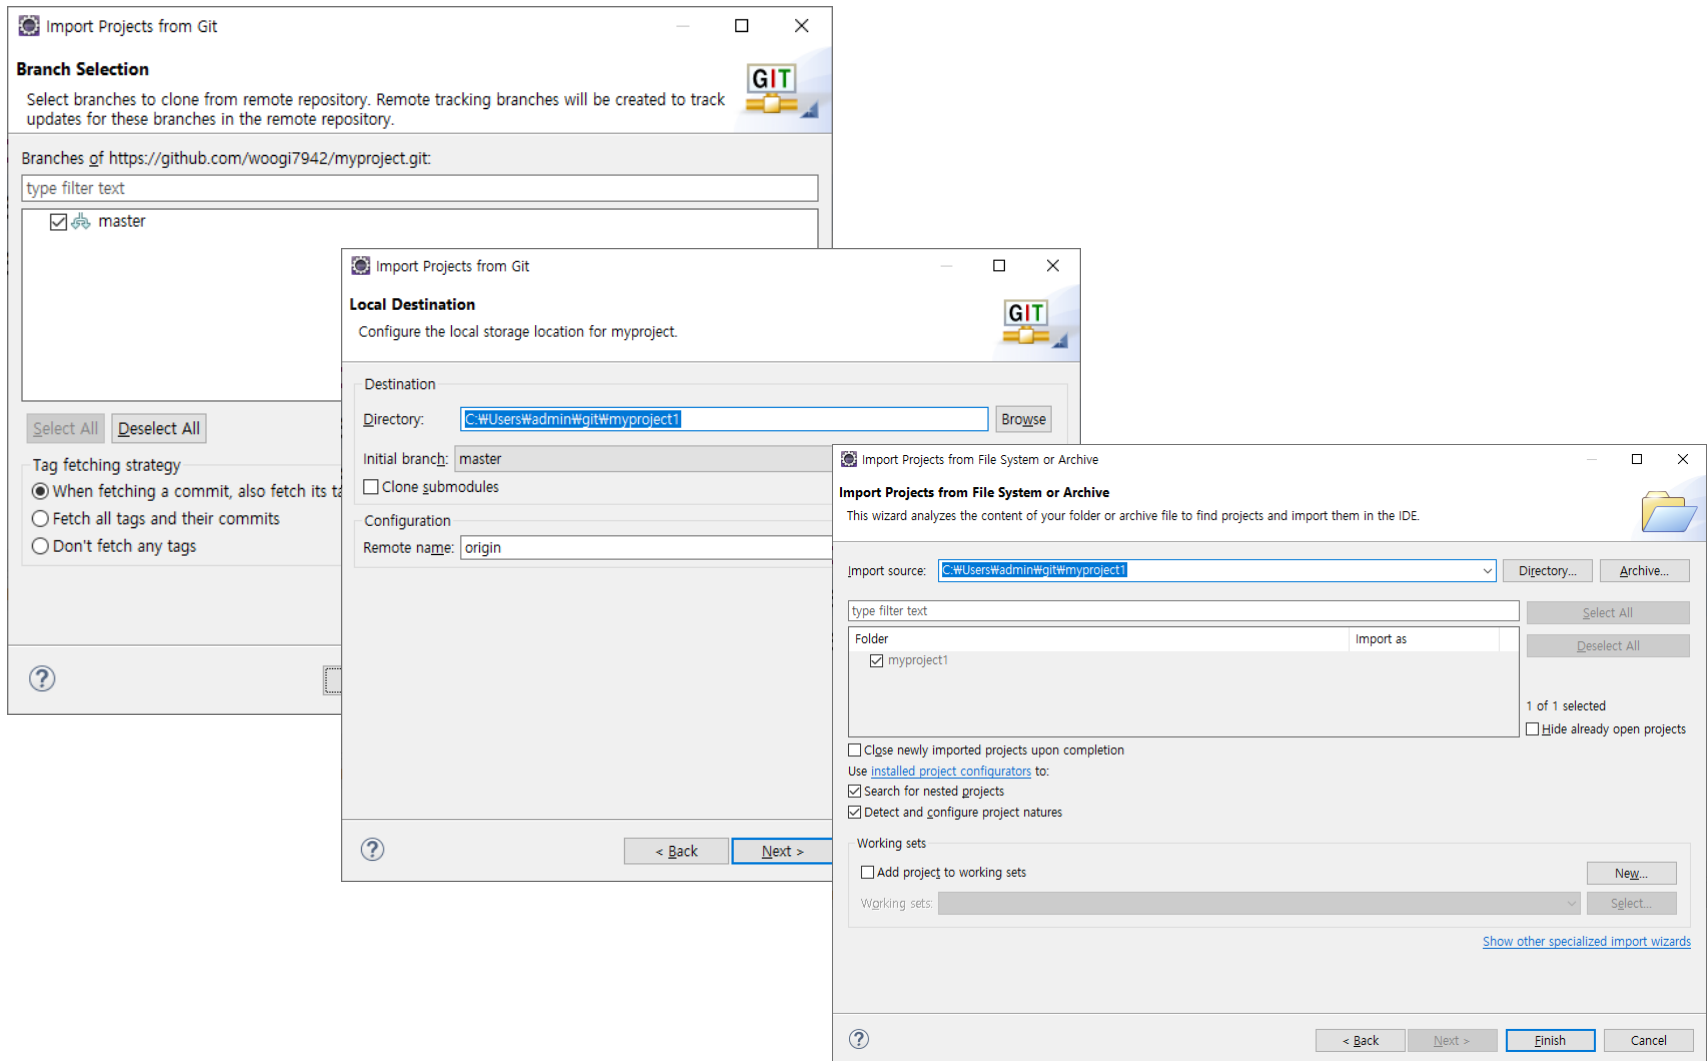 Import Projects from Git
Branch Selection
Select branches to clone from remote repository. Remote tracking branches will be created to track
updates for these branches in the remote repository.
GIT
Branches of https://github.com/woogi7942/myproject.git:
type filter text
master
Select All
Deselect All
Tag fetching strategy
When fetching a commit, also fetch its
Fetch all tags and their commits
Don't fetch any tags
Import Projects from Git
Local Destination
Configure the local storage location for myproject.
GIT
Destination
Directory:
C:₩Users₩admin₩git₩myproject1
Browse
Initial branch:
master
Clone submodules
Configuration
Remote name:
origin
< Back
Next >
Import Projects from File System or Archive
Import Projects from File System or Archive
This wizard analyzes the content of your folder or archive file to find projects and import them in the IDE.
Import source:
C:₩Users₩admin₩git₩myproject1
Directory...
Archive...
type filter text
Select All
Folder
Import as
Deselect All
myproject1
1 of 1 selected
Hide already open projects
Close newly imported projects upon completion
Use installed project configurators to:
Search for nested projects
Detect and configure project natures
Working sets
Add project to working sets
New...
Working sets:
Select...
Show other specialized import wizards
< Back
Next >
Finish
Cancel